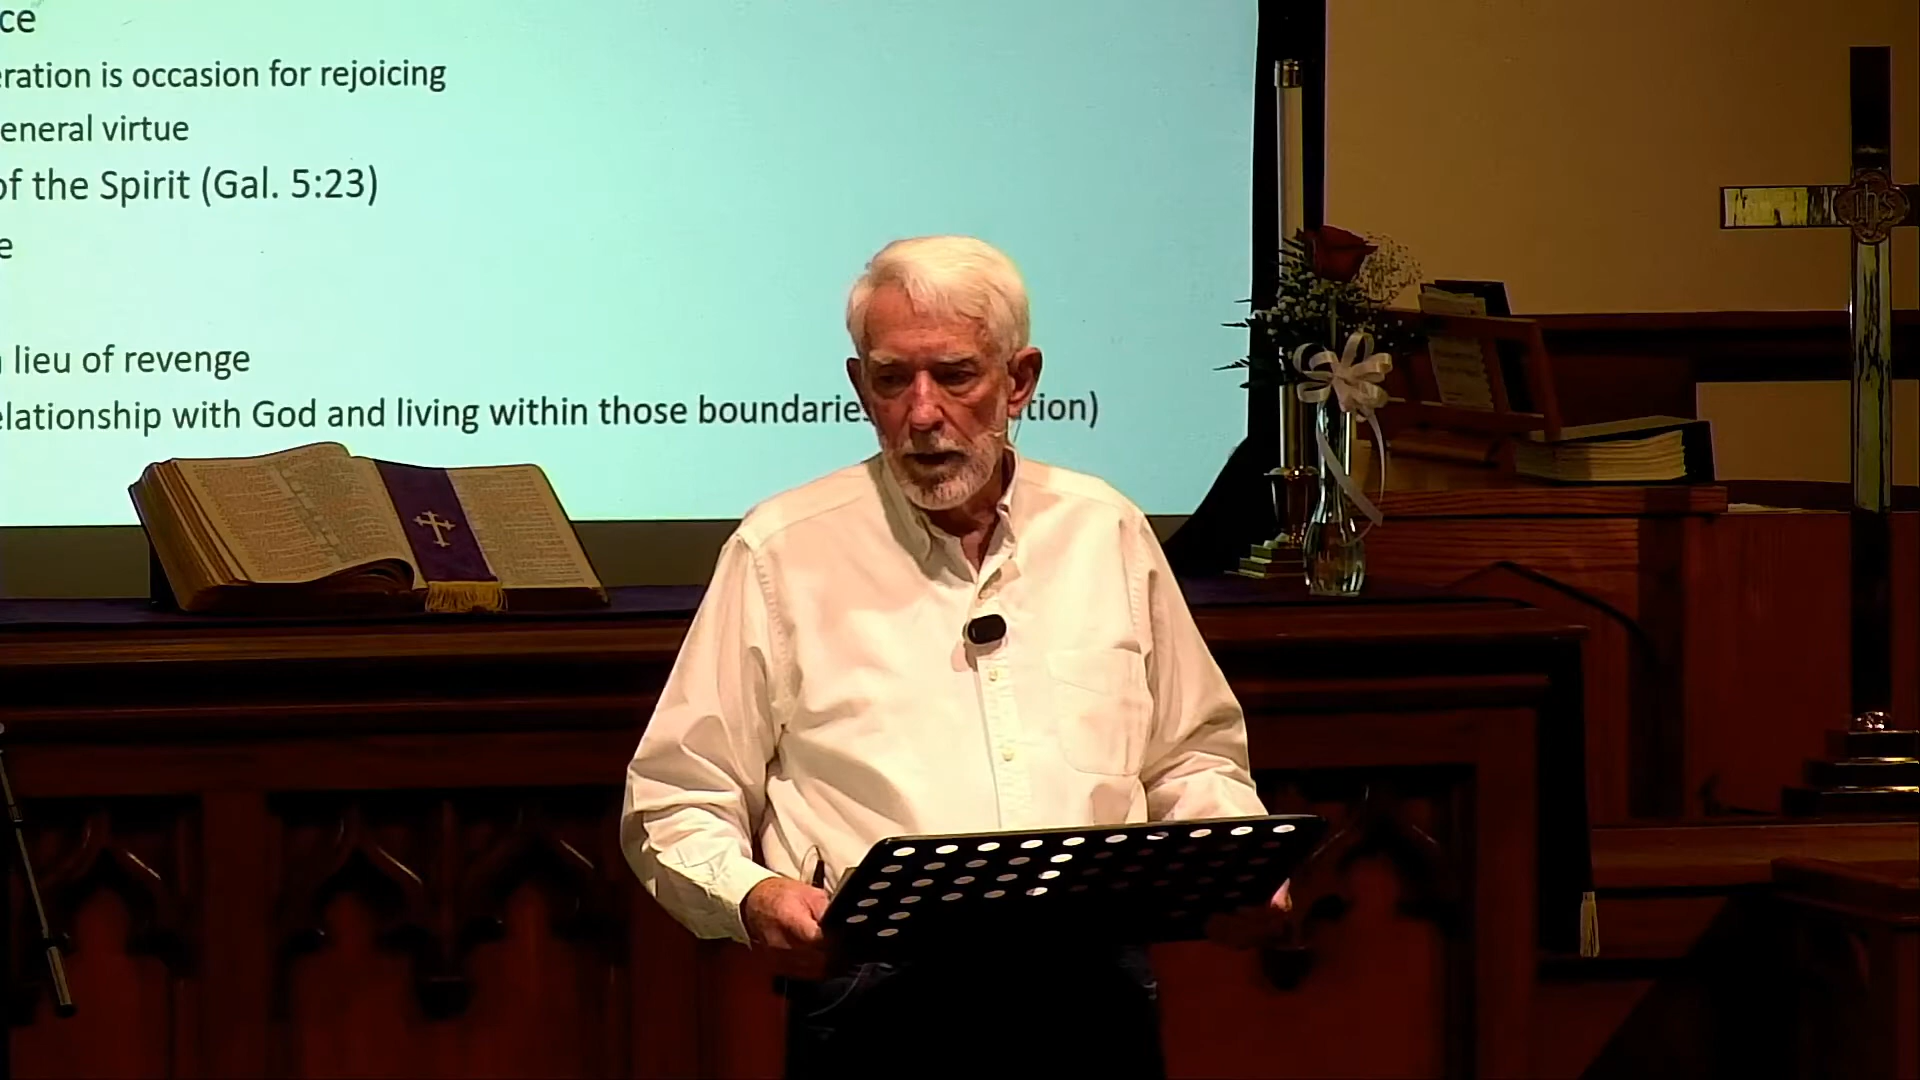 ce
eration is occasion for rejoicing
eneral virtue
of the Spirit (Gal. 5:23)
e
lieu of revenge
elationship with God and living within those boundaries tion)
ihs